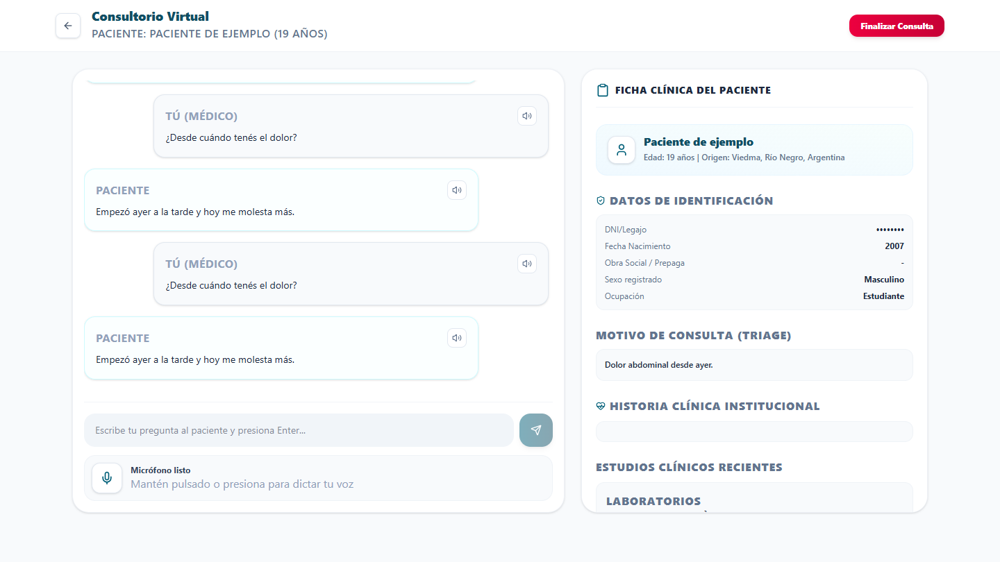 Consultorio Virtual
PACIENTE: PACIENTE DE EJEMPLO (19 AÑOS)
Finalizar Consulta
TÚ (MÉDICO)
¿Desde cuándo tenés el dolor?
PACIENTE
Empezó ayer a la tarde y hoy me molesta más.
TÚ (MÉDICO)
¿Desde cuándo tenés el dolor?
PACIENTE
Empezó ayer a la tarde y hoy me molesta más.
Escribe tu pregunta al paciente y presiona Enter...
Micrófono listo
Mantén pulsado o presiona para dictar tu voz
FICHA CLÍNICA DEL PACIENTE
Paciente de ejemplo
Edad: 19 años | Origen: Viedma, Río Negro, Argentina
DATOS DE IDENTIFICACIÓN
DNI/Legajo ••••••••
Fecha Nacimiento 2007
Obra Social / Prepaga -
Sexo registrado Masculino
Ocupación Estudiante
MOTIVO DE CONSULTA (TRIAGE)
Dolor abdominal desde ayer.
HISTORIA CLÍNICA INSTITUCIONAL
ESTUDIOS CLÍNICOS RECIENTES
LABORATORIOS